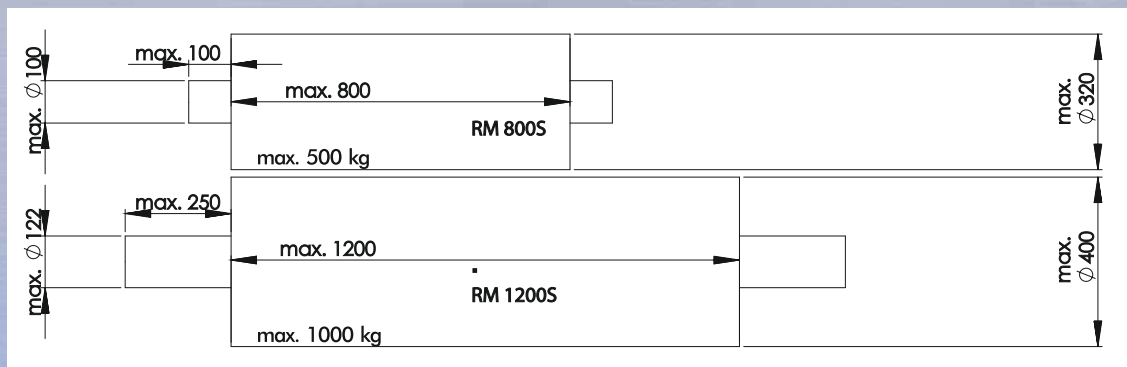 max. Ø100
max. 100
max. 800
RM 800S
max. 500 kg
max.
Ø320
max. Ø122
max. 250
max. 1200
RM 1200S
max. 1000 kg
max.
Ø400